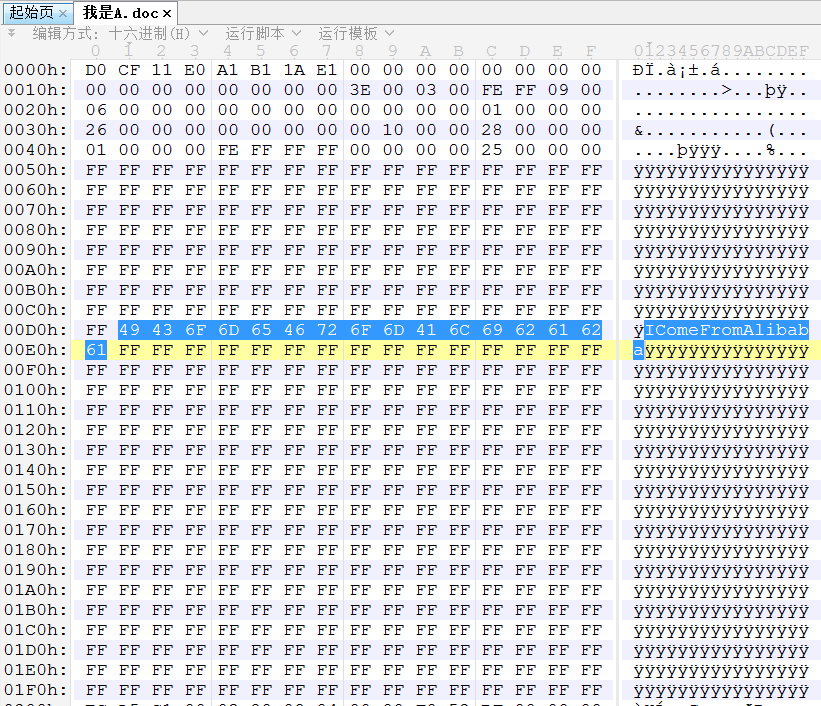 起始页 × 我是A.doc ×
编辑方式: 十六进制(H) 运行脚本 运行模板
0 1 2 3 4 5 6 7 8 9 A B C D E F 0123456789ABCDEF
0000h: D0 CF 11 E0 A1 B1 1A E1 00 00 00 00 00 00 00 00 ÐÏ.à¡±.á........
0010h: 00 00 00 00 00 00 00 00 3E 00 03 00 FE FF 09 00 ........>...þÿ..
0020h: 06 00 00 00 00 00 00 00 00 00 00 00 01 00 00 00 ................
0030h: 26 00 00 00 00 00 00 00 00 10 00 00 28 00 00 00 &...........(...
0040h: 01 00 00 00 FE FF FF FF 00 00 00 00 25 00 00 00 ....þÿÿÿ....%...
0050h: FF FF FF FF FF FF FF FF FF FF FF FF FF FF FF FF ÿÿÿÿÿÿÿÿÿÿÿÿÿÿÿÿ
0060h: FF FF FF FF FF FF FF FF FF FF FF FF FF FF FF FF ÿÿÿÿÿÿÿÿÿÿÿÿÿÿÿÿ
0070h: FF FF FF FF FF FF FF FF FF FF FF FF FF FF FF FF ÿÿÿÿÿÿÿÿÿÿÿÿÿÿÿÿ
0080h: FF FF FF FF FF FF FF FF FF FF FF FF FF FF FF FF ÿÿÿÿÿÿÿÿÿÿÿÿÿÿÿÿ
0090h: FF FF FF FF FF FF FF FF FF FF FF FF FF FF FF FF ÿÿÿÿÿÿÿÿÿÿÿÿÿÿÿÿ
00A0h: FF FF FF FF FF FF FF FF FF FF FF FF FF FF FF FF ÿÿÿÿÿÿÿÿÿÿÿÿÿÿÿÿ
00B0h: FF FF FF FF FF FF FF FF FF FF FF FF FF FF FF FF ÿÿÿÿÿÿÿÿÿÿÿÿÿÿÿÿ
00C0h: FF FF FF FF FF FF FF FF FF FF FF FF FF FF FF FF ÿÿÿÿÿÿÿÿÿÿÿÿÿÿÿÿ
00D0h: FF 49 43 6F 6D 65 46 72 6F 6D 41 6C 69 62 61 62 ÿIComeFromAlibab
00E0h: 61 FF FF FF FF FF FF FF FF FF FF FF FF FF FF FF aÿÿÿÿÿÿÿÿÿÿÿÿÿÿÿ
00F0h: FF FF FF FF FF FF FF FF FF FF FF FF FF FF FF FF ÿÿÿÿÿÿÿÿÿÿÿÿÿÿÿÿ
0100h: FF FF FF FF FF FF FF FF FF FF FF FF FF FF FF FF ÿÿÿÿÿÿÿÿÿÿÿÿÿÿÿÿ
0110h: FF FF FF FF FF FF FF FF FF FF FF FF FF FF FF FF ÿÿÿÿÿÿÿÿÿÿÿÿÿÿÿÿ
0120h: FF FF FF FF FF FF FF FF FF FF FF FF FF FF FF FF ÿÿÿÿÿÿÿÿÿÿÿÿÿÿÿÿ
0130h: FF FF FF FF FF FF FF FF FF FF FF FF FF FF FF FF ÿÿÿÿÿÿÿÿÿÿÿÿÿÿÿÿ
0140h: FF FF FF FF FF FF FF FF FF FF FF FF FF FF FF FF ÿÿÿÿÿÿÿÿÿÿÿÿÿÿÿÿ
0150h: FF FF FF FF FF FF FF FF FF FF FF FF FF FF FF FF ÿÿÿÿÿÿÿÿÿÿÿÿÿÿÿÿ
0160h: FF FF FF FF FF FF FF FF FF FF FF FF FF FF FF FF ÿÿÿÿÿÿÿÿÿÿÿÿÿÿÿÿ
0170h: FF FF FF FF FF FF FF FF FF FF FF FF FF FF FF FF ÿÿÿÿÿÿÿÿÿÿÿÿÿÿÿÿ
0180h: FF FF FF FF FF FF FF FF FF FF FF FF FF FF FF FF ÿÿÿÿÿÿÿÿÿÿÿÿÿÿÿÿ
0190h: FF FF FF FF FF FF FF FF FF FF FF FF FF FF FF FF ÿÿÿÿÿÿÿÿÿÿÿÿÿÿÿÿ
01A0h: FF FF FF FF FF FF FF FF FF FF FF FF FF FF FF FF ÿÿÿÿÿÿÿÿÿÿÿÿÿÿÿÿ
01B0h: FF FF FF FF FF FF FF FF FF FF FF FF FF FF FF FF ÿÿÿÿÿÿÿÿÿÿÿÿÿÿÿÿ
01C0h: FF FF FF FF FF FF FF FF FF FF FF FF FF FF FF FF ÿÿÿÿÿÿÿÿÿÿÿÿÿÿÿÿ
01D0h: FF FF FF FF FF FF FF FF FF FF FF FF FF FF FF FF ÿÿÿÿÿÿÿÿÿÿÿÿÿÿÿÿ
01E0h: FF FF FF FF FF FF FF FF FF FF FF FF FF FF FF FF ÿÿÿÿÿÿÿÿÿÿÿÿÿÿÿÿ
01F0h: FF FF FF FF FF FF FF FF FF FF FF FF FF FF FF FF ÿÿÿÿÿÿÿÿÿÿÿÿÿÿÿÿ